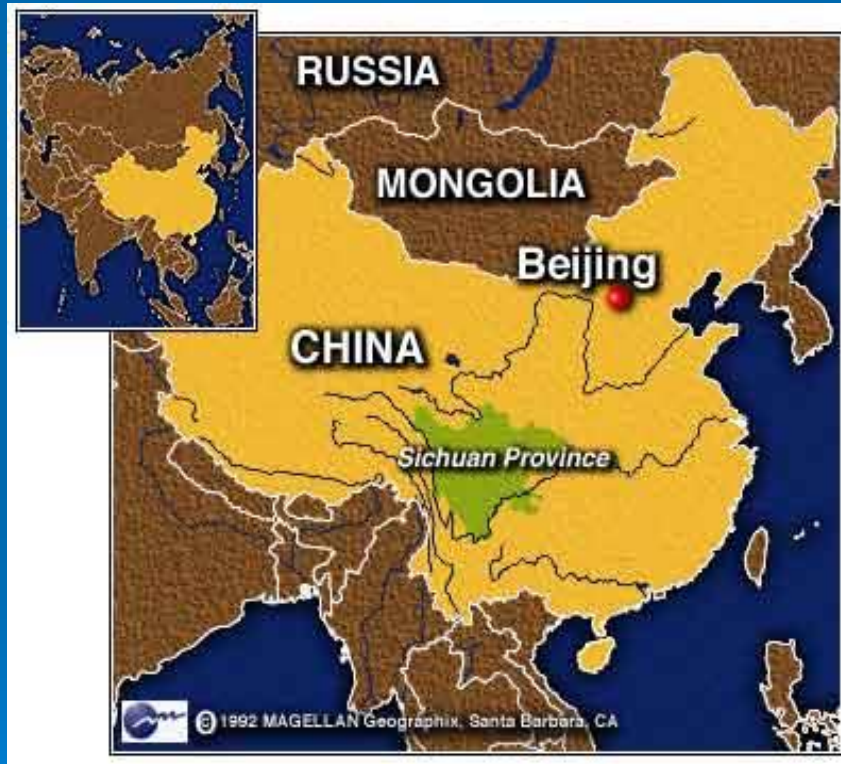 RUSSIA
MONGOLIA
Beijing
CHINA
Sichuan Province
© 1992 MAGELLAN Geographix, Santa Barbara, CA